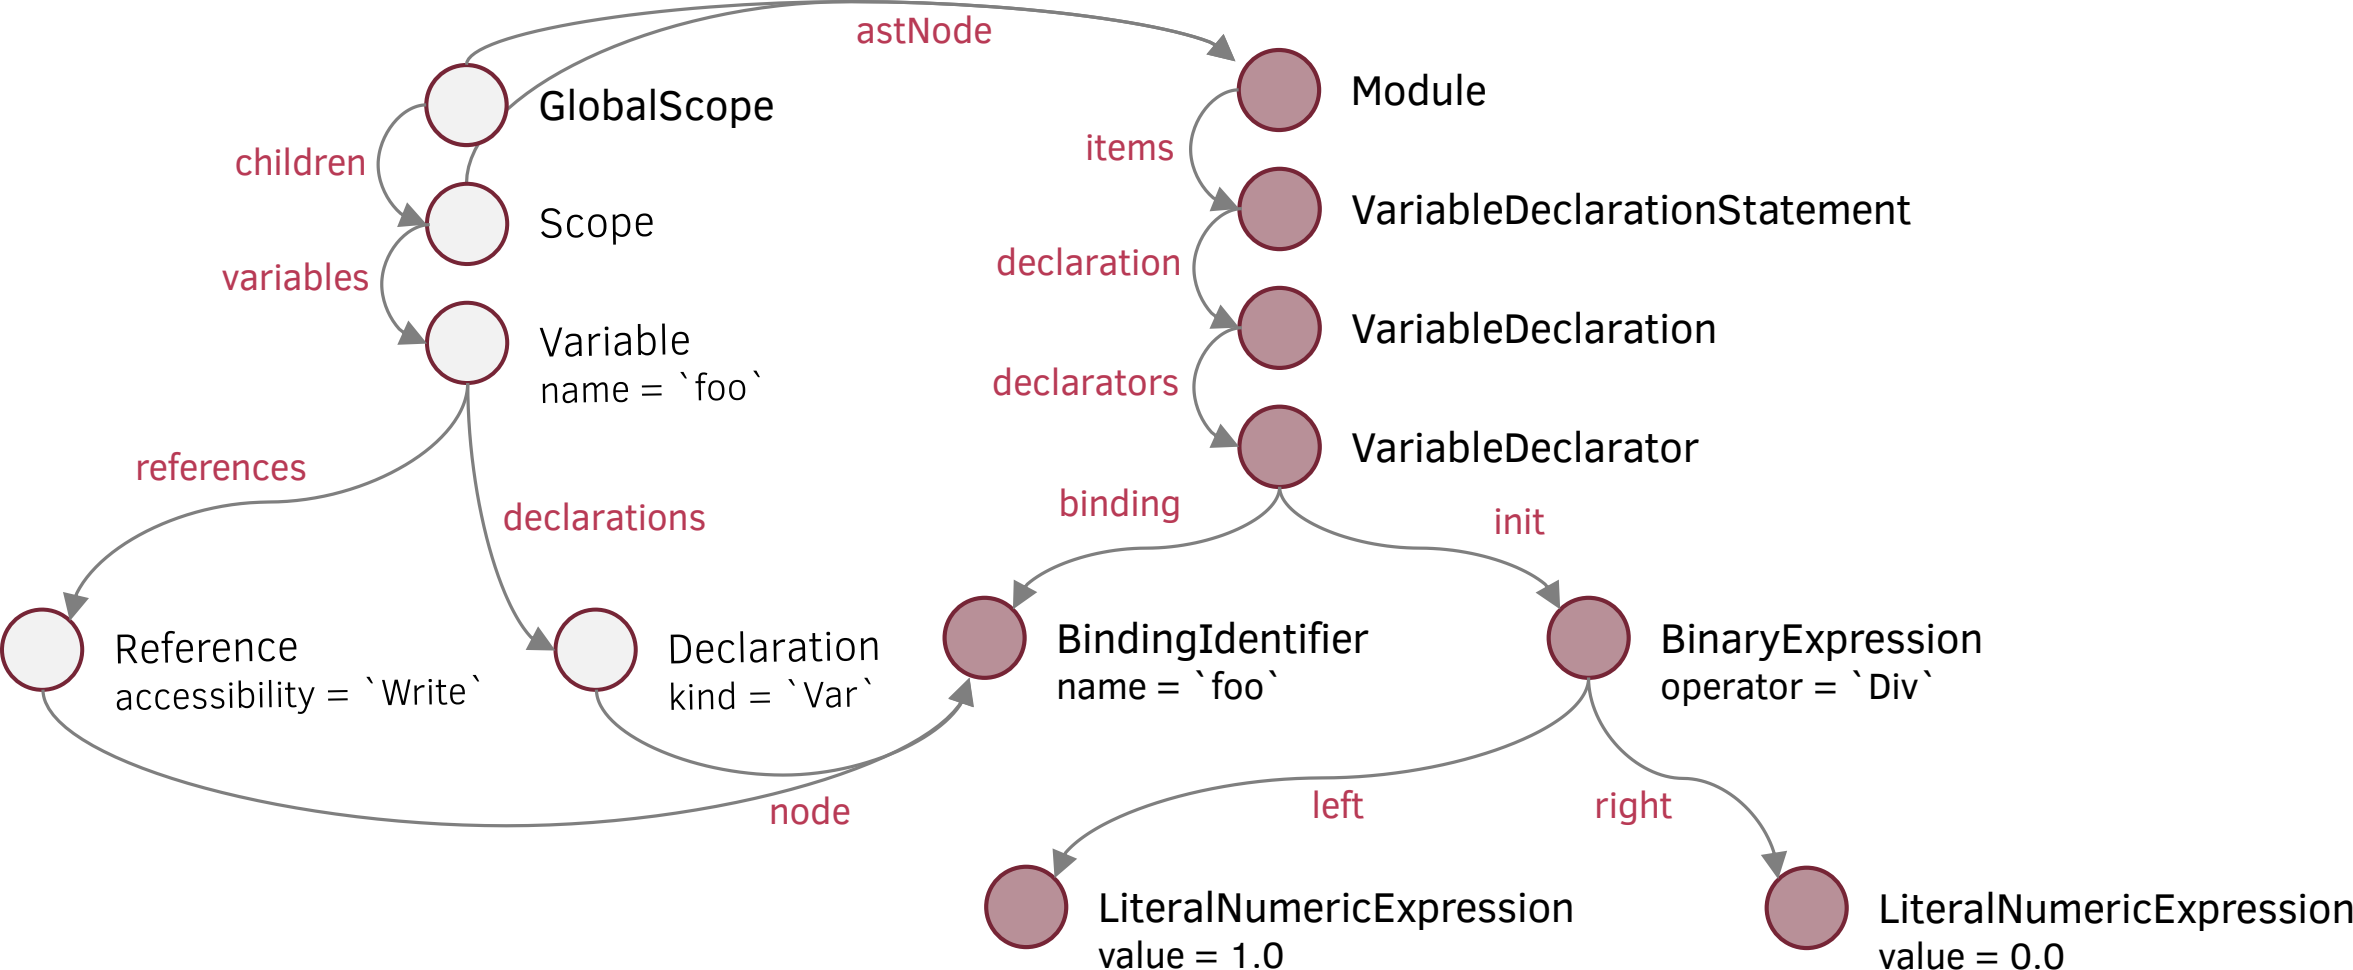 astNode
GlobalScope
Module
children
items
Scope
VariableDeclarationStatement
variables
declaration
Variable
name = `foo`
VariableDeclaration
declarators
VariableDeclarator
references
declarations
binding
init
Reference
accessibility = `Write`
Declaration
kind = `Var`
BindingIdentifier
name = `foo`
BinaryExpression
operator = `Div`
node
left
right
LiteralNumericExpression
value = 1.0
LiteralNumericExpression
value = 0.0